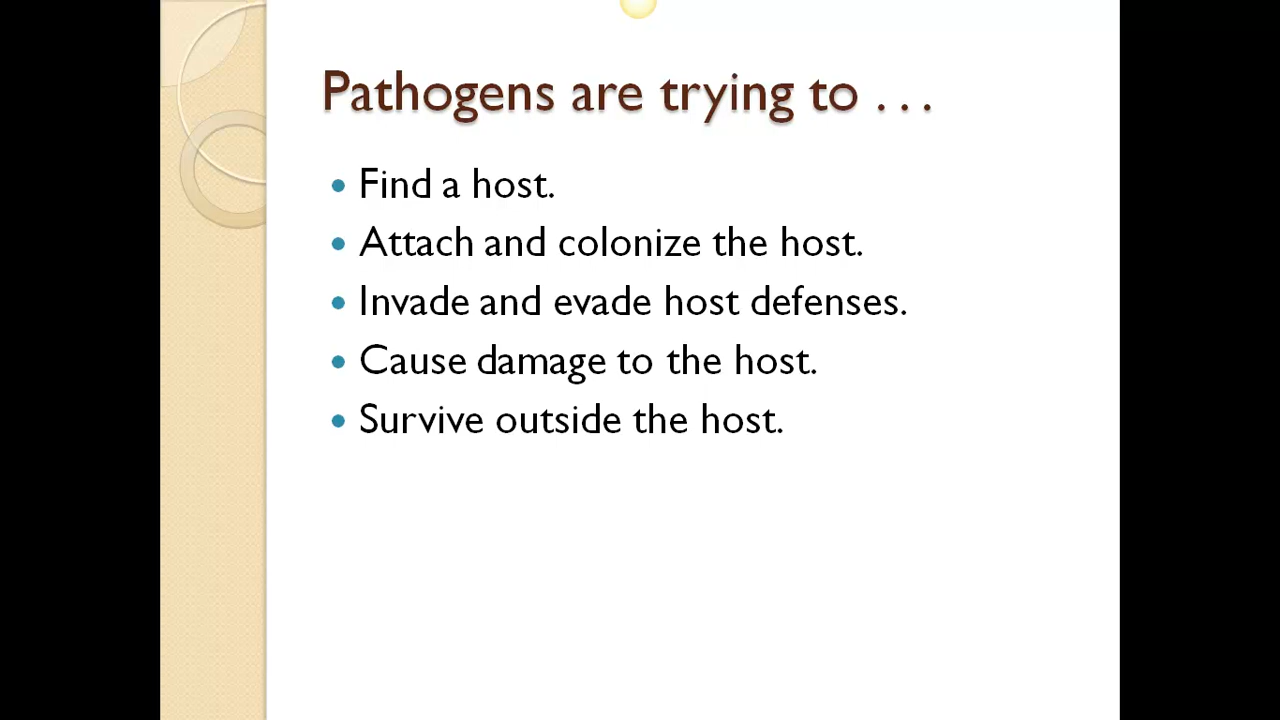 Pathogens are trying to . . .
• Find a host.
• Attach and colonize the host.
• Invade and evade host defenses.
• Cause damage to the host.
• Survive outside the host.